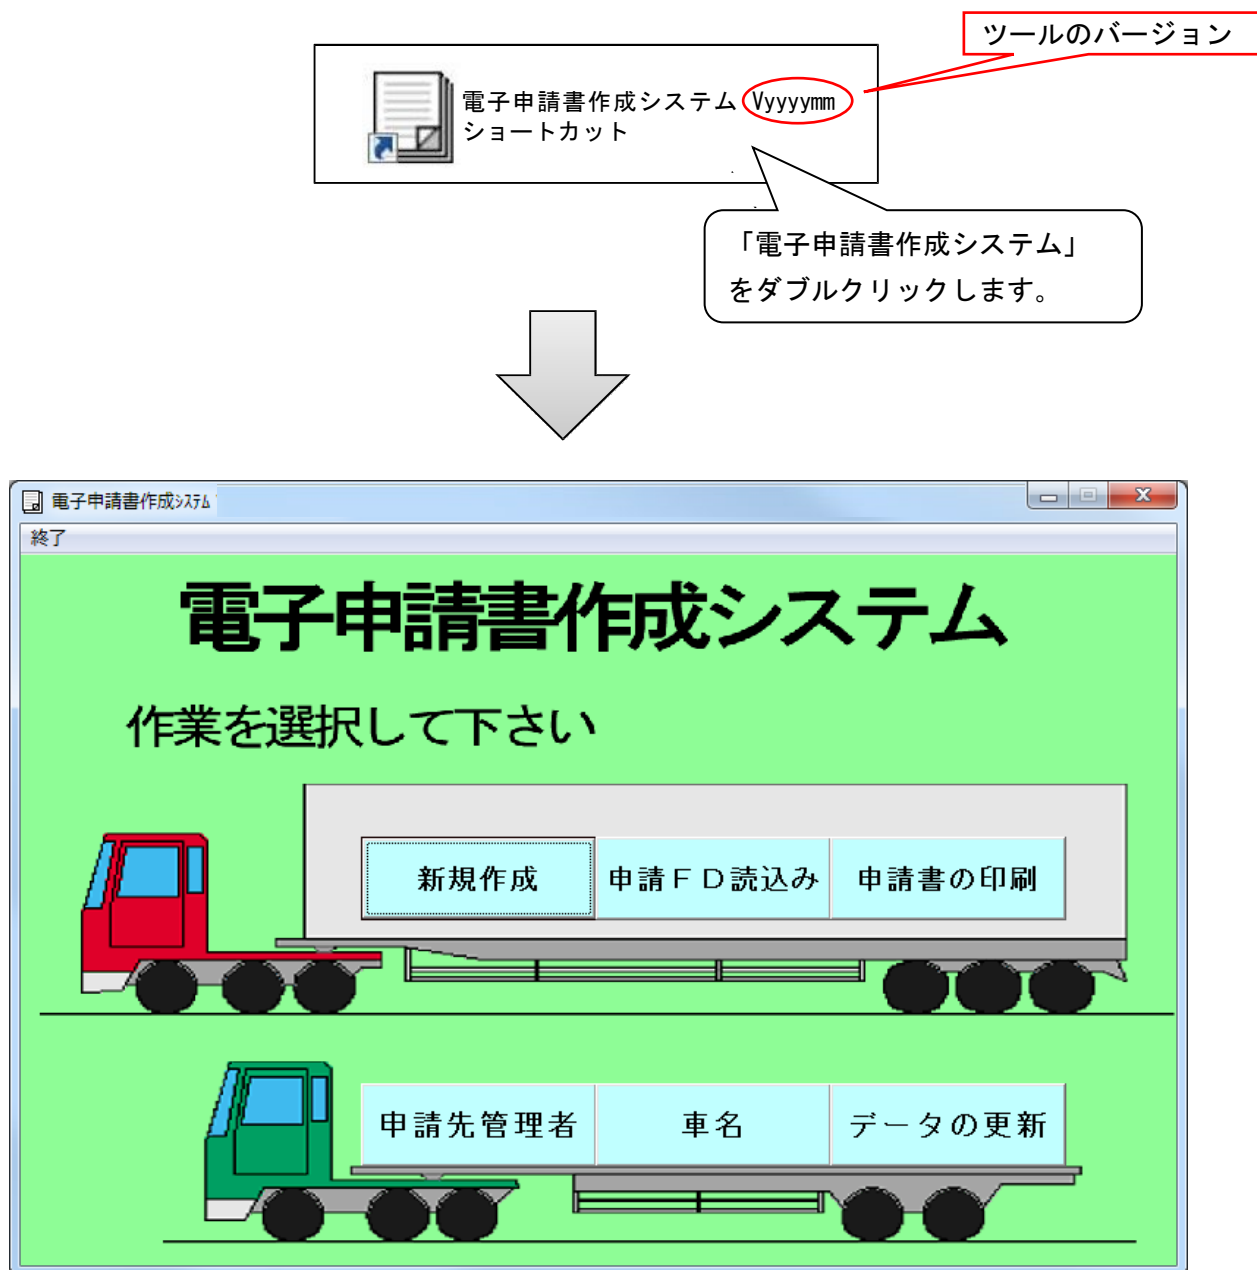 ツールのバージョン
電子申請書作成システム Vyyyymm
ショートカット
「電子申請書作成システム」
をダブルクリックします。
電子申請書作成ｼｽﾃﾑ
終了
電子申請書作成システム
作業を選択して下さい
新規作成
申請ＦＤ読込み
申請書の印刷
申請先管理者
車名
データの更新